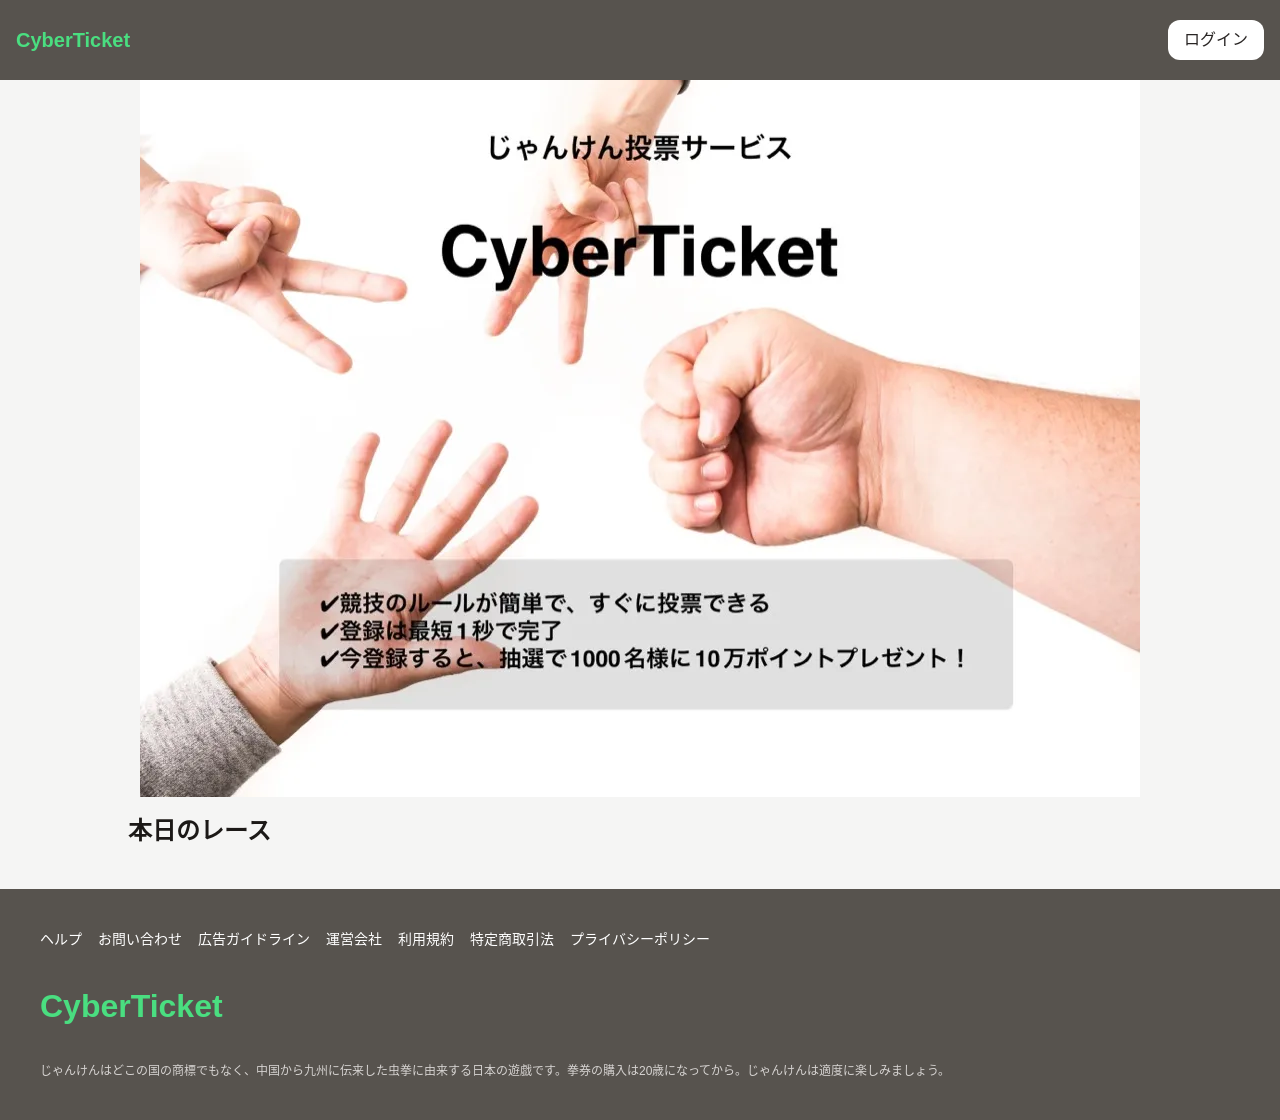 CyberTicket
ログイン
じゃんけん投票サービス
CyberTicket
✔競技のルールが簡単で、すぐに投票できる
✔登録は最短1秒で完了
✔今登録すると、抽選で1000名様に10万ポイントプレゼント！
本日のレース
ヘルプ お問い合わせ 広告ガイドライン 運営会社 利用規約 特定商取引法 プライバシーポリシー
CyberTicket
じゃんけんはどこの国の商標でもなく、中国から九州に伝来した虫拳に由来する日本の遊戯です。拳券の購入は20歳になってから。じゃんけんは適度に楽しみましょう。